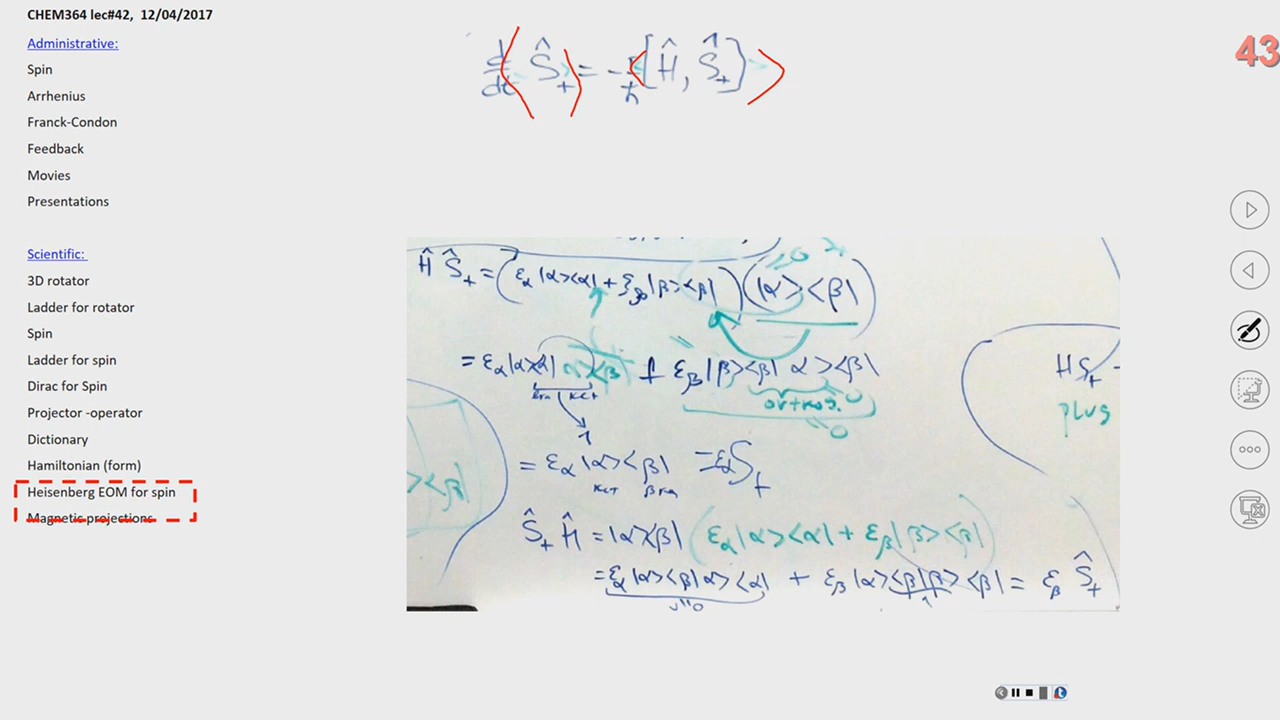 CHEM364 lec#42, 12/04/2017
43
Administrative:
Spin
Arrhenius
Franck-Condon
Feedback
Movies
Presentations
Scientific:
3D rotator
Ladder for rotator
Spin
Ladder for spin
Dirac for Spin
Projector -operator
Dictionary
Hamiltonian (form)
Heisenberg EOM for spin
Magnetic projections
d/dt ⟨Ŝ₊⟩ = - ⟨[Ĥ, Ŝ₊]⟩
Ĥ Ŝ₊ = (εα |α><α| + εβ |β><β|)(|α><β|)
= εα |α><α| α><β| + εβ |β><β| α><β|
bra | ket
orthog. 0
0
1
= εα |α><β| = εα S₊
ket bra
HS₊ -
plus
><β|
Ŝ₊ Ĥ = |α><β| (εα |α><α| + εβ |β><β|)
= εα |α><β|α><α| + εβ |α><β|β><β| = εβ Ŝ₊
0 1